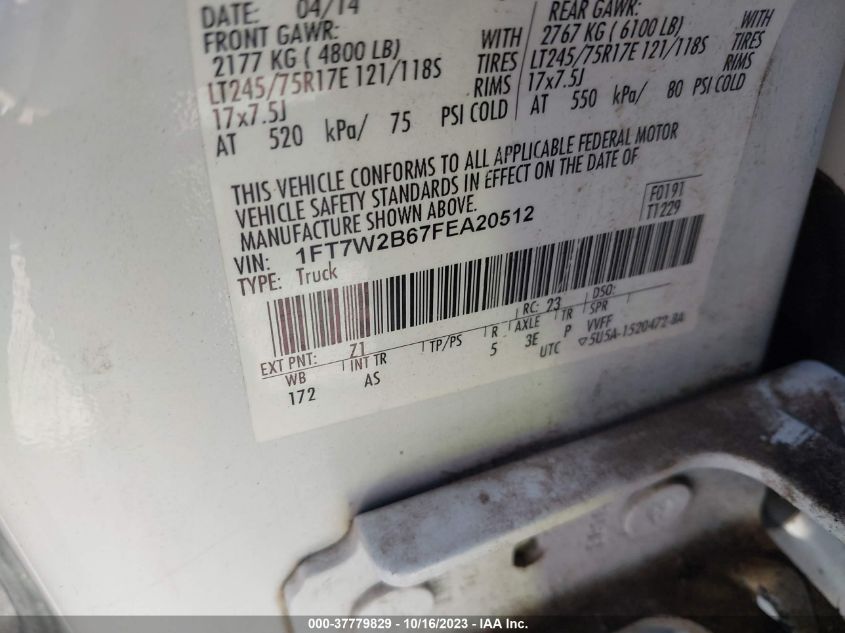 DATE: 04/14
FRONT GAWR:
2177 KG ( 4800 LB) WITH
LT245/75R17E 121/118S TIRES
17x7.5J RIMS
AT 520 kPa/ 75 PSI COLD
REAR GAWR:
2767 KG ( 6100 LB) WITH
LT245/75R17E 121/118S TIRES
17x7.5J RIMS
AT 550 kPa/ 80 PSI COLD
THIS VEHICLE CONFORMS TO ALL APPLICABLE FEDERAL MOTOR
VEHICLE SAFETY STANDARDS IN EFFECT ON THE DATE OF
MANUFACTURE SHOWN ABOVE.
VIN: 1FT7W2B67FEA20512
TYPE: Truck
F0191
T1229
EXT PNT: Z1 RC: 23 DSO:
WB INT TR TP/PS R AXLE TR SPR
172 AS 5 3E P VVFF
UTC ▽5U5A-1520472-BA
000-37779829 - 10/16/2023 - IAA Inc.